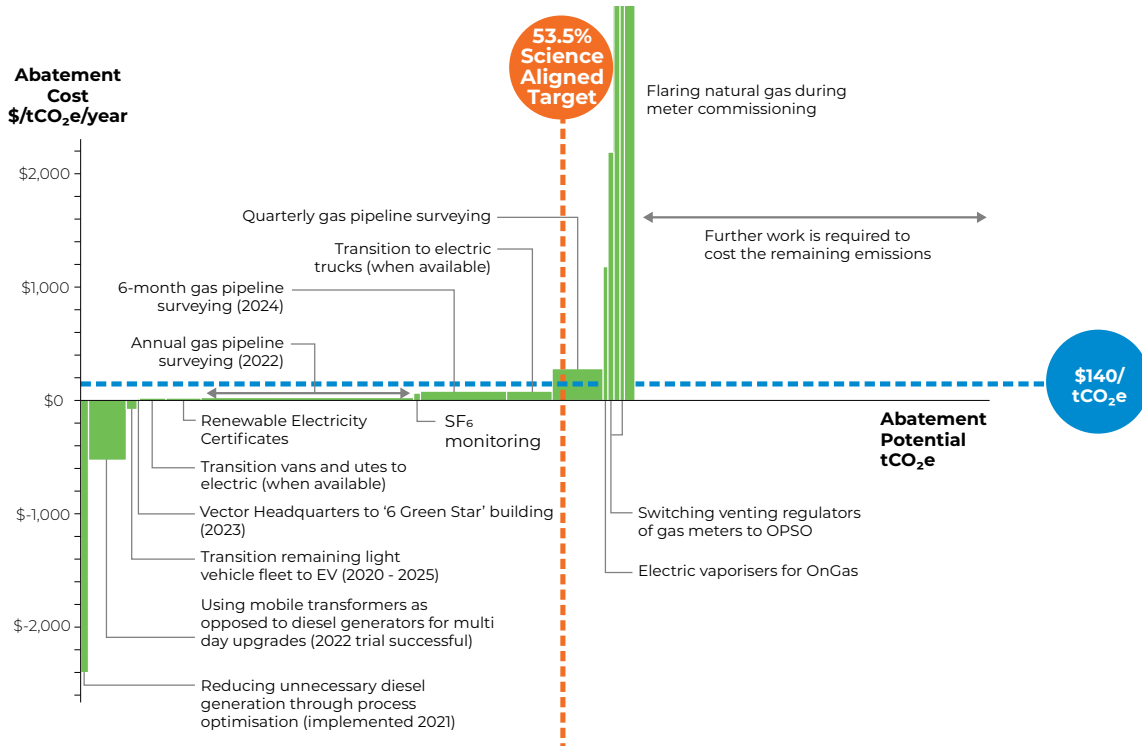 53.5%
Science
Aligned
Target
Abatement
Cost
$/tCO₂e/year
Flaring natural gas during
meter commissioning
$2,000
Quarterly gas pipeline surveying
Further work is required to
cost the remaining emissions
Transition to electric
trucks (when available)
$1,000
6-month gas pipeline
surveying (2024)
Annual gas pipeline
surveying (2022)
$140/
tCO₂e
$0
Renewable Electricity
Certificates
SF₆
monitoring
Abatement
Potential
tCO₂e
Transition vans and utes to
electric (when available)
$-1,000
Vector Headquarters to ‘6 Green Star’ building
(2023)
Switching venting regulators
of gas meters to OPSO
Transition remaining light
vehicle fleet to EV (2020 - 2025)
Electric vaporisers for OnGas
$-2,000
Using mobile transformers as
opposed to diesel generators for multi
day upgrades (2022 trial successful)
Reducing unnecessary diesel
generation through process
optimisation (implemented 2021)